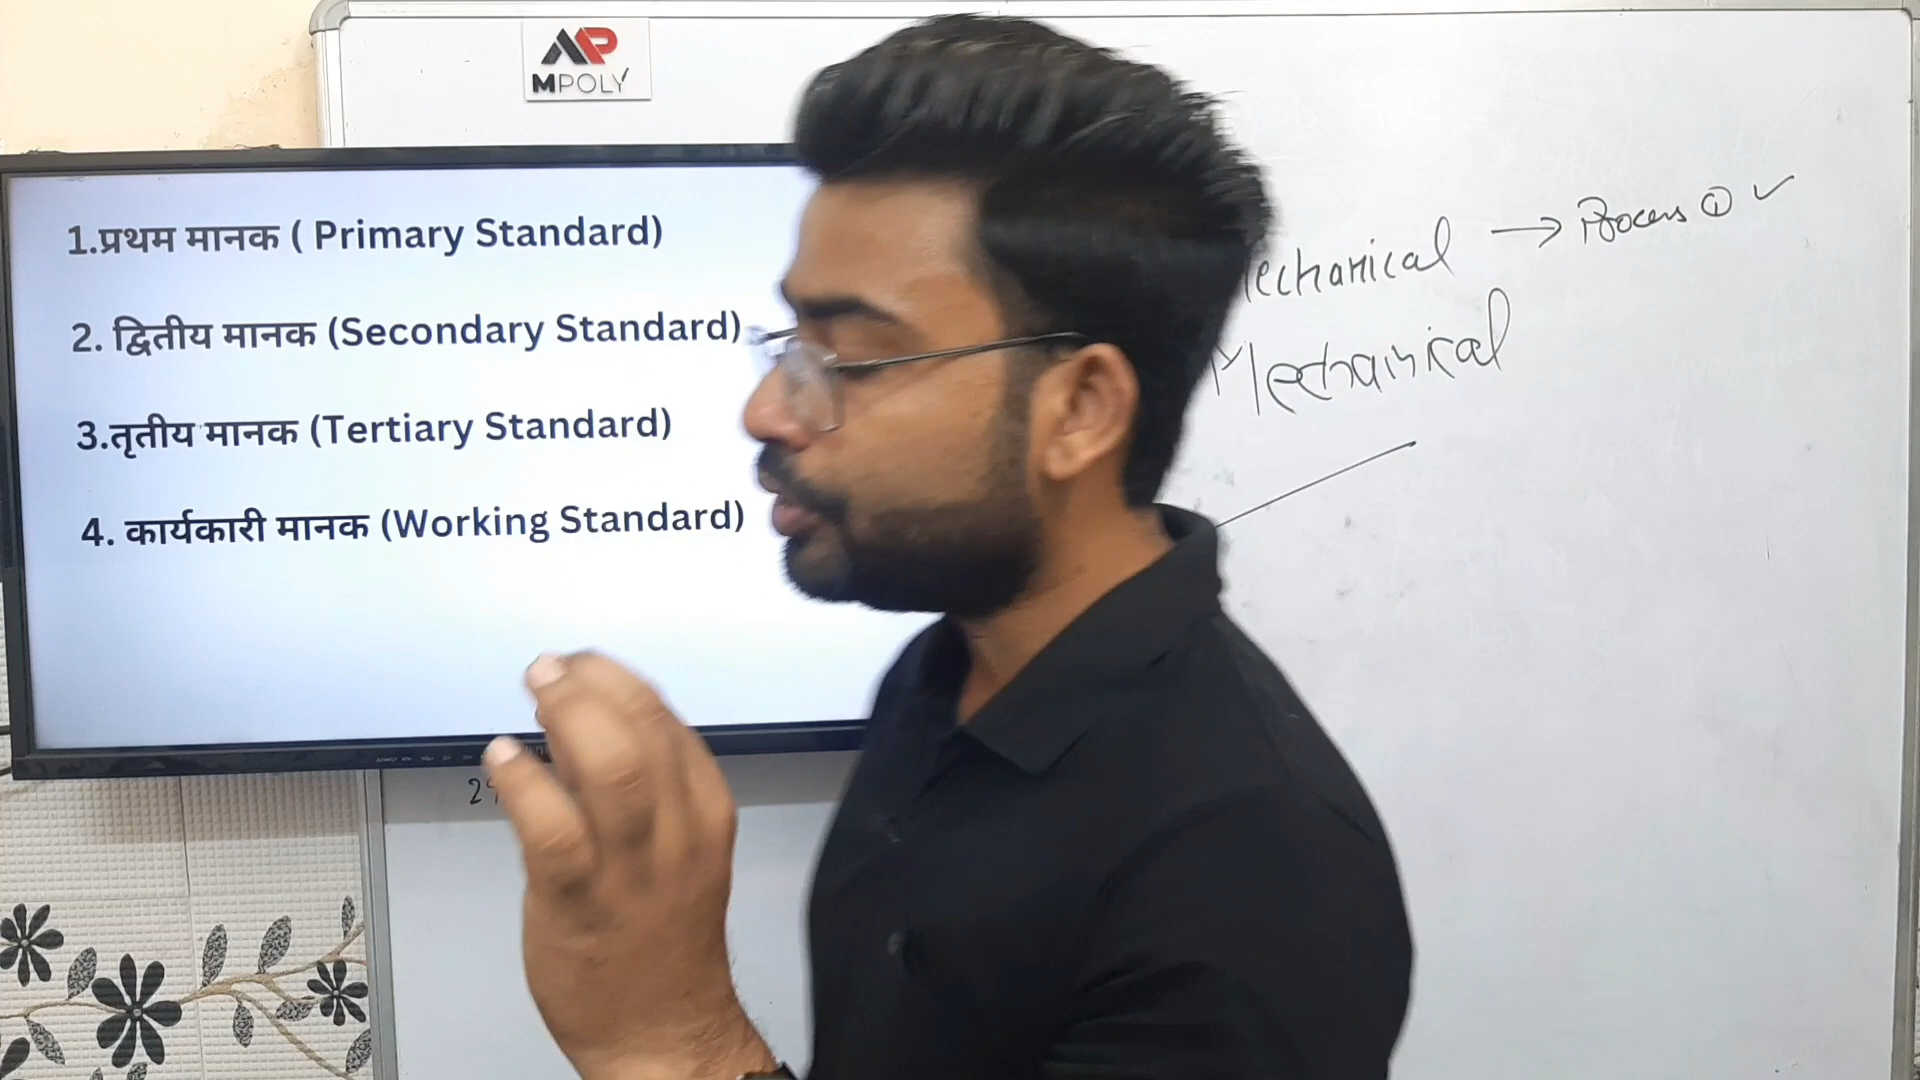 MPOLY
1.प्रथम मानक ( Primary Standard)
2. द्वितीय मानक (Secondary Standard)
3.तृतीय मानक (Tertiary Standard)
4. कार्यकारी मानक (Working Standard)
echanical → Process ① ✓
Mechanical